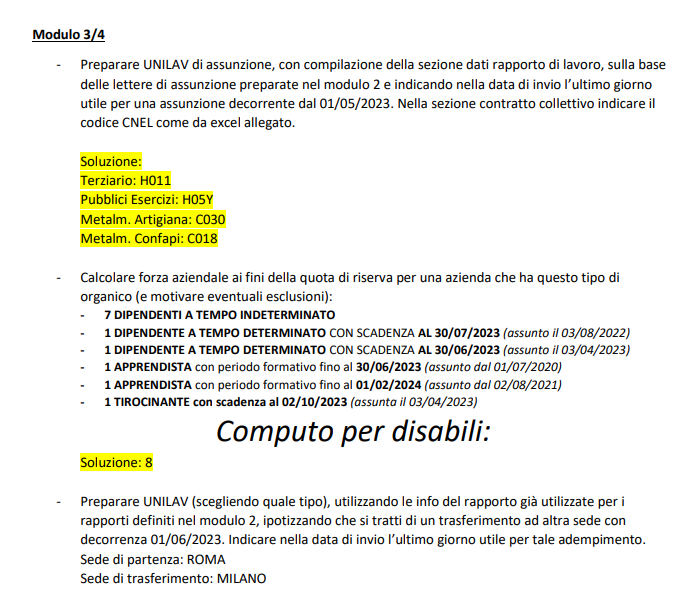 Modulo 3/4
- Preparare UNILAV di assunzione, con compilazione della sezione dati rapporto di lavoro, sulla base
delle lettere di assunzione preparate nel modulo 2 e indicando nella data di invio l’ultimo giorno
utile per una assunzione decorrente dal 01/05/2023. Nella sezione contratto collettivo indicare il
codice CNEL come da excel allegato.
Soluzione:
Terziario: H011
Pubblici Esercizi: H05Y
Metalm. Artigiana: C030
Metalm. Confapi: C018
- Calcolare forza aziendale ai fini della quota di riserva per una azienda che ha questo tipo di
organico (e motivare eventuali esclusioni):
- 7 DIPENDENTI A TEMPO INDETERMINATO
- 1 DIPENDENTE A TEMPO DETERMINATO CON SCADENZA AL 30/07/2023 (assunto il 03/08/2022)
- 1 DIPENDENTE A TEMPO DETERMINATO CON SCADENZA AL 30/06/2023 (assunto il 03/04/2023)
- 1 APPRENDISTA con periodo formativo fino al 30/06/2023 (assunto dal 01/07/2020)
- 1 APPRENDISTA con periodo formativo fino al 01/02/2024 (assunto dal 02/08/2021)
- 1 TIROCINANTE con scadenza al 02/10/2023 (assunta il 03/04/2023)
Computo per disabili:
Soluzione: 8
- Preparare UNILAV (scegliendo quale tipo), utilizzando le info del rapporto già utilizzate per i
rapporti definiti nel modulo 2, ipotizzando che si tratti di un trasferimento ad altra sede con
decorrenza 01/06/2023. Indicare nella data di invio l’ultimo giorno utile per tale adempimento.
Sede di partenza: ROMA
Sede di trasferimento: MILANO